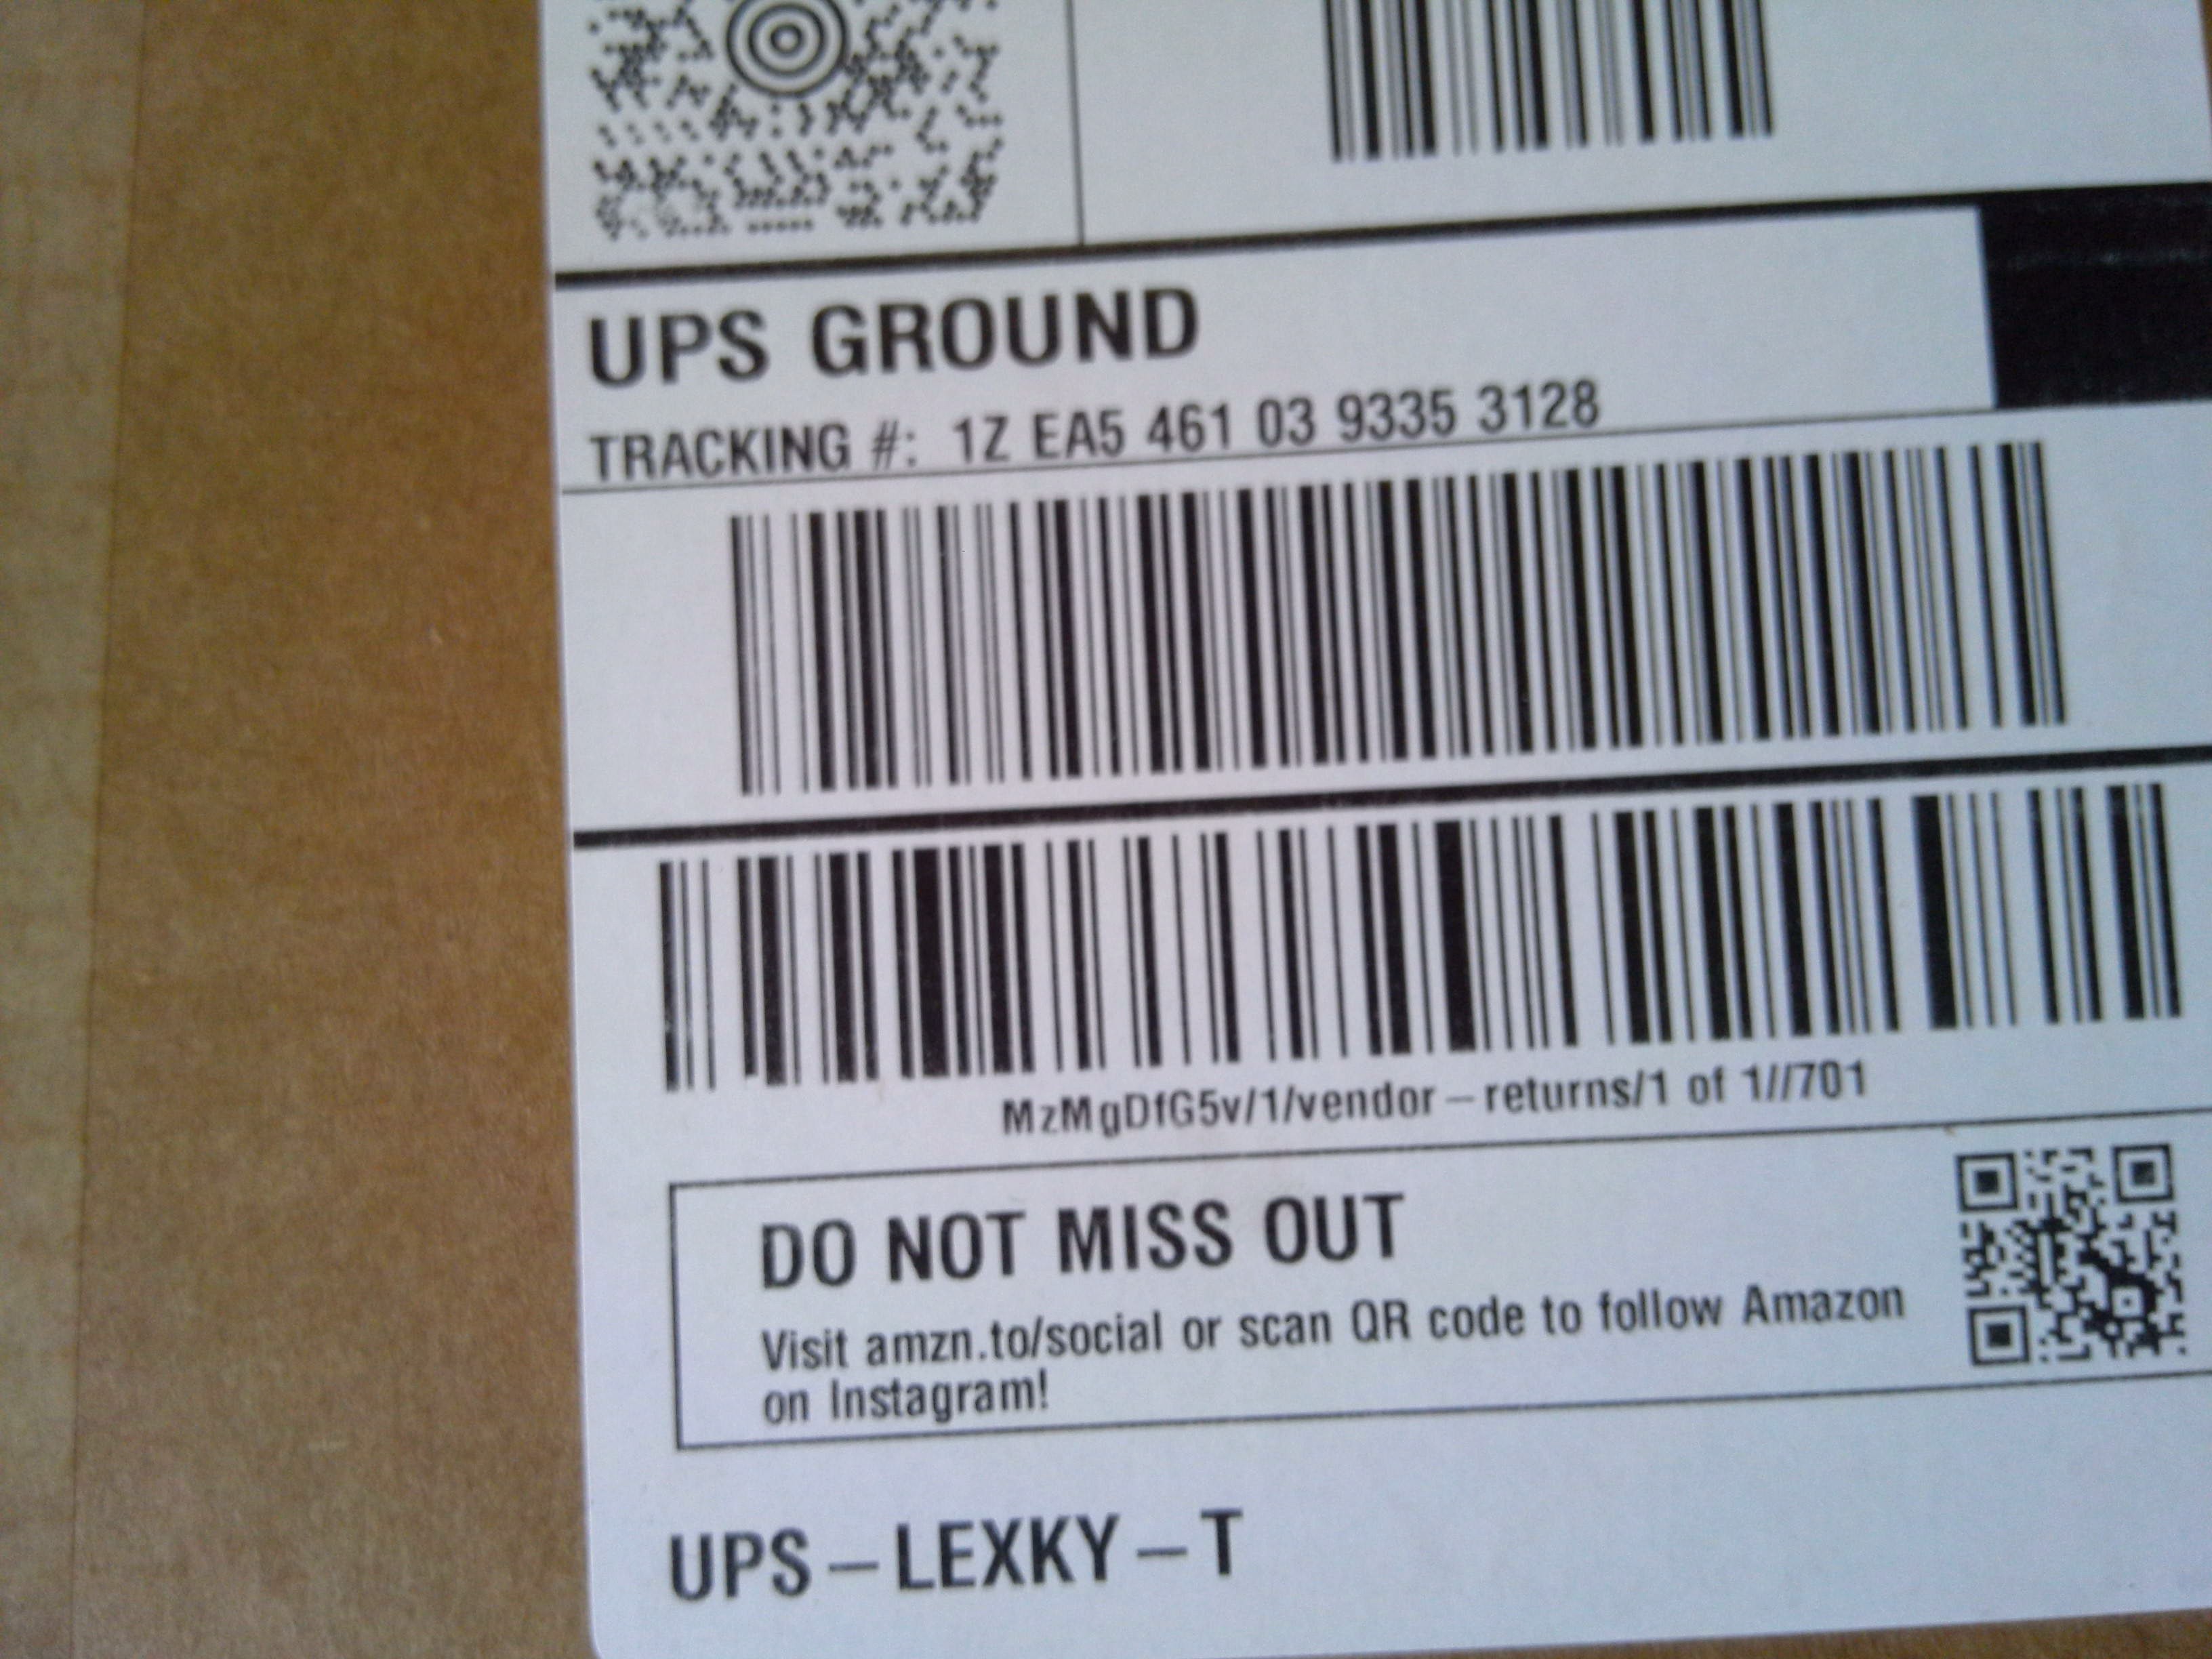 UPS GROUND
TRACKING #: 1Z EA5 461 03 9335 3128
MzMgDfG5v/1/vendor-returns/1 of 1//701
DO NOT MISS OUT
Visit amzn.to/social or scan QR code to follow Amazon
on Instagram!
UPS-LEXKY-T